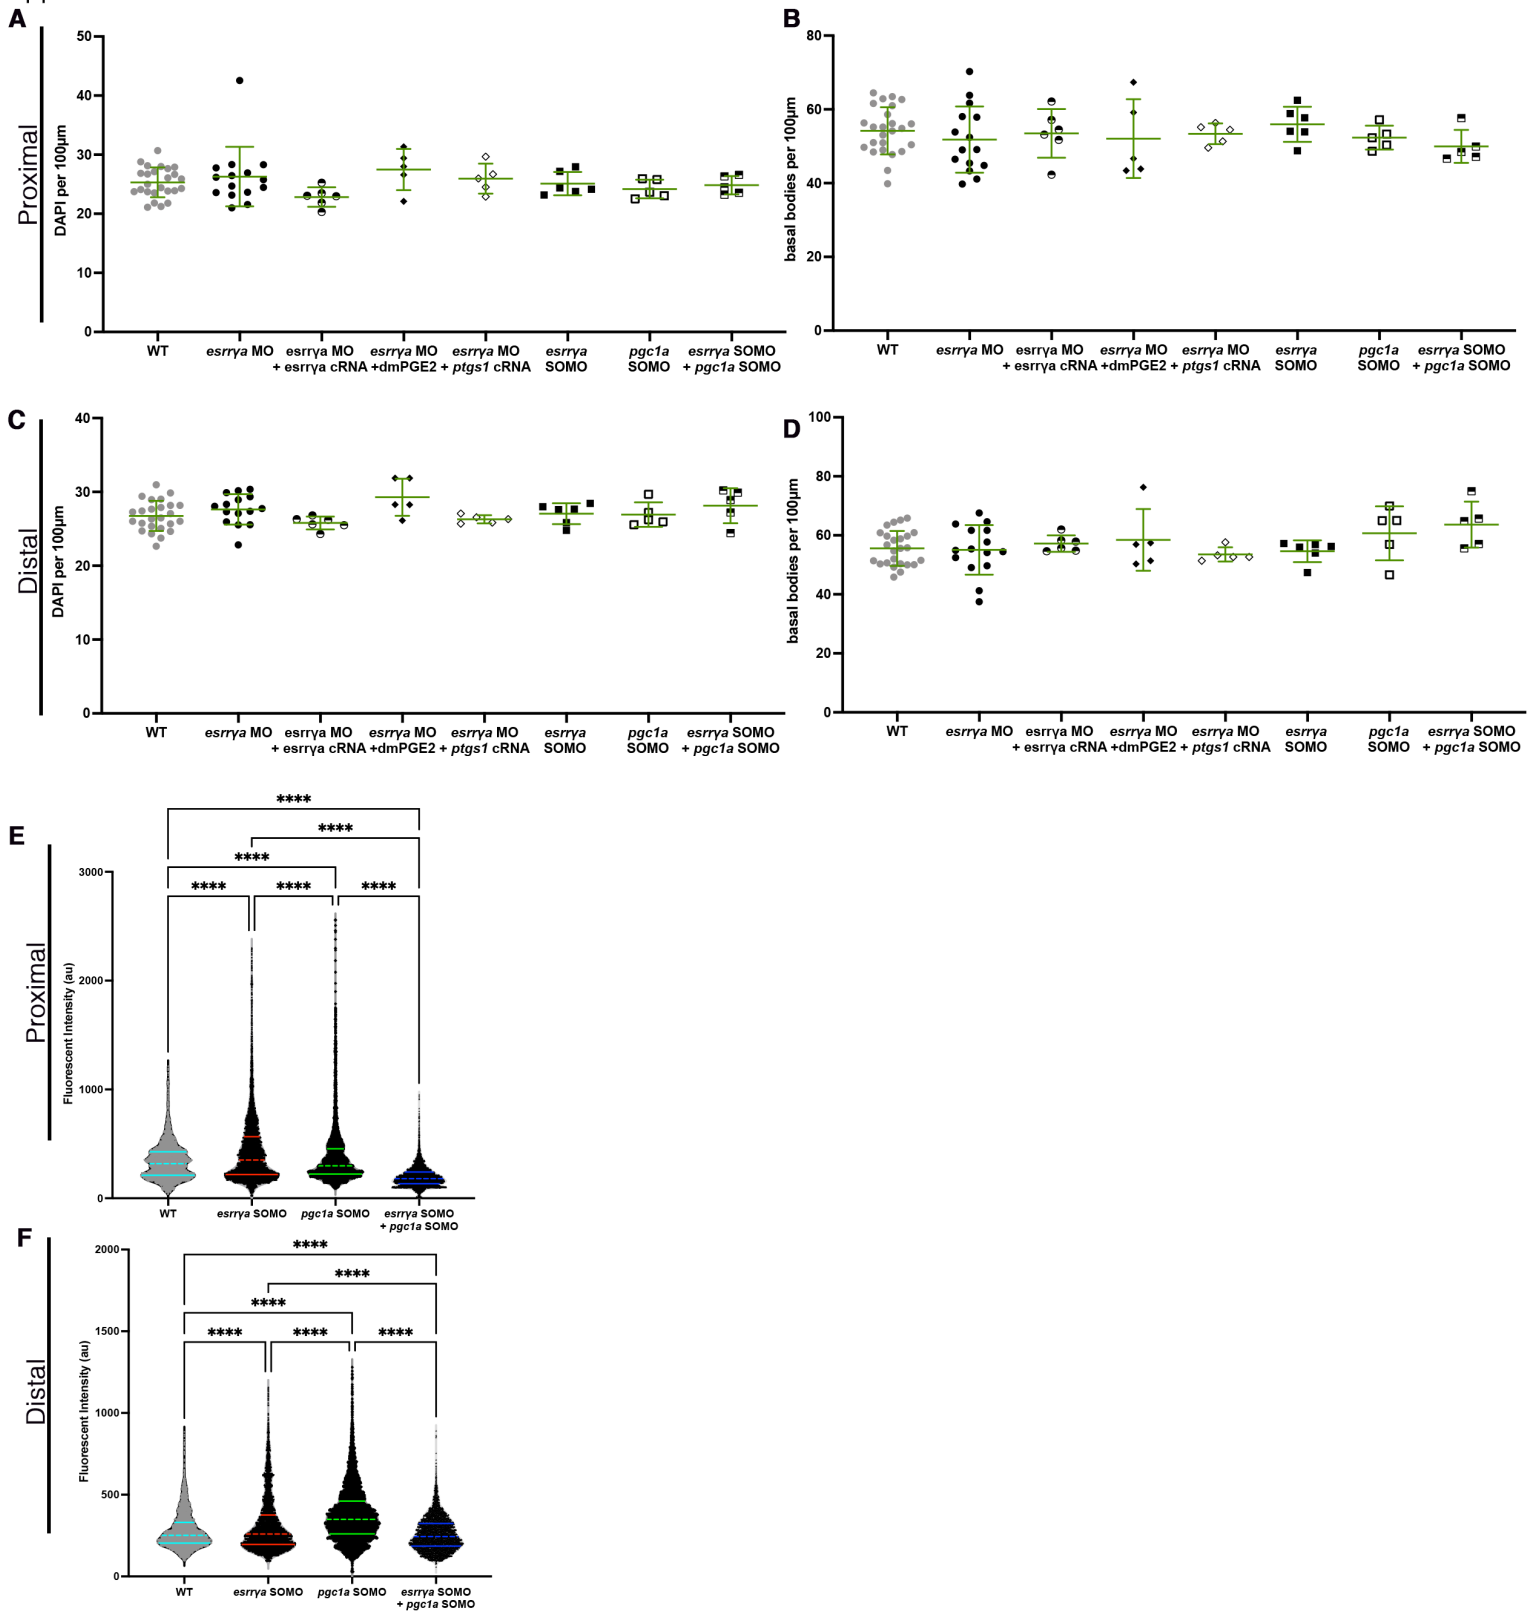 A
Proximal
DAPI per 100µm
50
40
30
20
10
0
WT
esrrγa MO
esrrγa MO
+ esrrγa cRNA
esrrγa MO
+dmPGE2
esrrγa MO
+ ptgs1 cRNA
esrrγa
SOMO
pgc1a
SOMO
esrrγa SOMO
+ pgc1a SOMO
B
basal bodies per 100µm
80
60
40
20
0
WT
esrrγa MO
esrrγa MO
+ esrrγa cRNA
esrrγa MO
+dmPGE2
esrrγa MO
+ ptgs1 cRNA
esrrγa
SOMO
pgc1a
SOMO
esrrγa SOMO
+ pgc1a SOMO
C
Distal
DAPI per 100µm
40
30
20
10
0
WT
esrrγa MO
esrrγa MO
+ esrrγa cRNA
esrrγa MO
+dmPGE2
esrrγa MO
+ ptgs1 cRNA
esrrγa
SOMO
pgc1a
SOMO
esrrγa SOMO
+ pgc1a SOMO
D
basal bodies per 100µm
100
80
60
40
20
0
WT
esrrγa MO
esrrγa MO
+ esrrγa cRNA
esrrγa MO
+dmPGE2
esrrγa MO
+ ptgs1 cRNA
esrrγa
SOMO
pgc1a
SOMO
esrrγa SOMO
+ pgc1a SOMO
E
Proximal
Fluorescent Intensity (au)
****
****
****
**** **** ****
3000
2000
1000
0
WT
esrrγa SOMO
pgc1a SOMO
esrrγa SOMO
+ pgc1a SOMO
F
Distal
Fluorescent Intensity (au)
****
****
****
**** **** ****
2000
1500
1000
500
0
WT
esrrγa SOMO
pgc1a SOMO
esrrγa SOMO
+ pgc1a SOMO